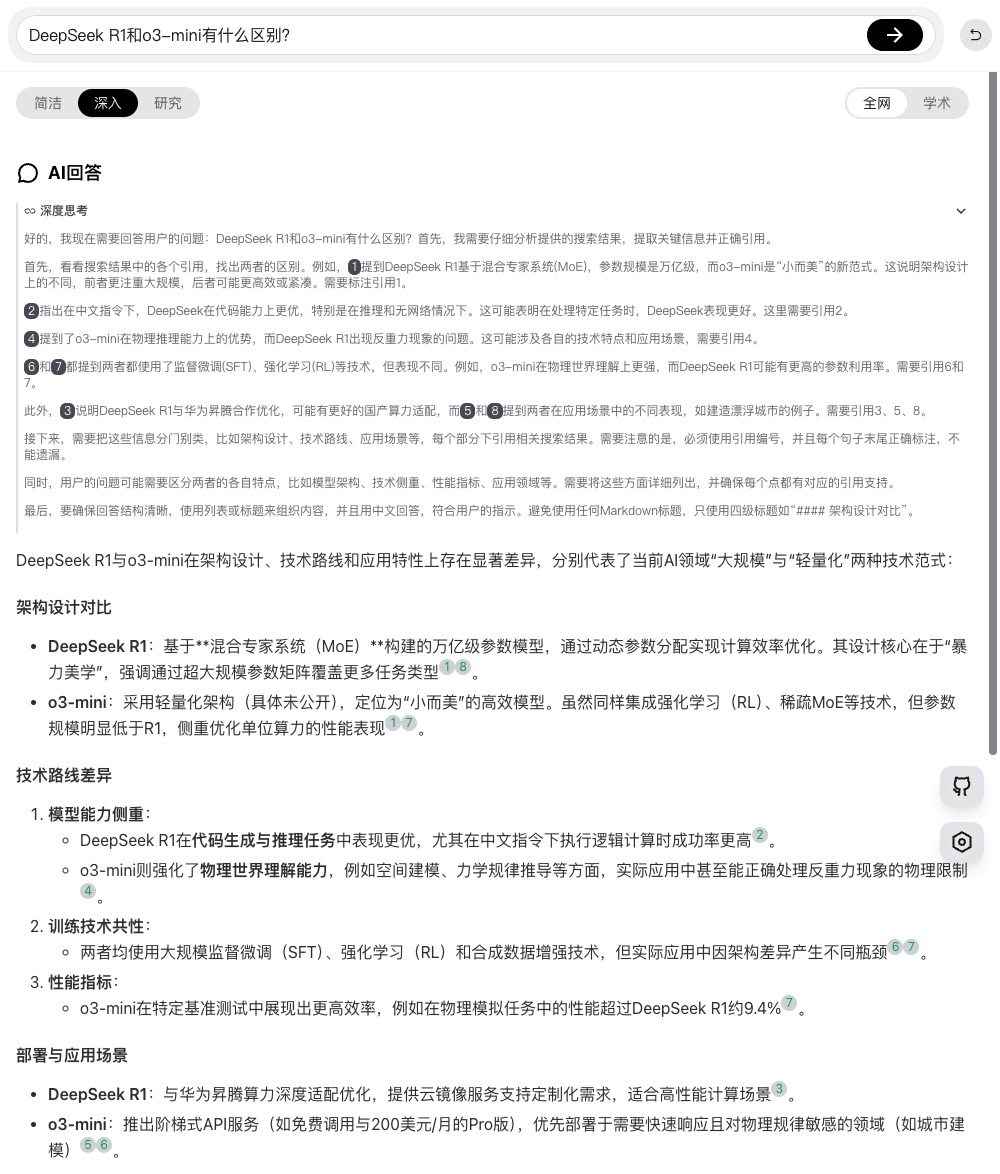 DeepSeek R1和o3-mini有什么区别?
简洁 深入 研究 全网 学术
AI回答
深度思考
好的，我现在需要回答用户的问题：DeepSeek R1和o3-mini有什么区别？首先，我需要仔细分析提供的搜索结果，提取关键信息并正确引用。
首先，看看搜索结果中的各个引用，找出两者的区别。例如，1提到DeepSeek R1基于混合专家系统(MoE)，参数规模是万亿级，而o3-mini是“小而美”的新范式。这说明架构设计
上的不同，前者更注重大规模，后者可能更高效或紧凑。需要标注引用1。
2指出在中文指令下，DeepSeek在代码能力上更优，特别是在推理和无网络情况下。这可能表明在处理特定任务时，DeepSeek表现更好。这里需要引用2。
4提到了o3-mini在物理推理能力上的优势，而DeepSeek R1出现反重力现象的问题。这可能涉及各自的技术特点和应用场景，需要引用4。
6和7都提到两者都使用了监督微调(SFT)、强化学习(RL)等技术，但表现不同。例如，o3-mini在物理世界理解上更强，而DeepSeek R1可能有更高的参数利用率。需要引用6和
7。
此外，3说明DeepSeek R1与华为昇腾合作优化，可能有更好的国产算力适配，而5和8提到两者在应用场景中的不同表现，如建造漂浮城市的例子。需要引用3、5、8。
接下来，需要把这些信息分门别类，比如架构设计、技术路线、应用场景等，每个部分下引用相关搜索结果。需要注意的是，必须使用引用编号，并且每个句子末尾正确标注，不
能遗漏。
同时，用户的问题可能需要区分两者的各自特点，比如模型架构、技术侧重、性能指标、应用领域等。需要将这些方面详细列出，并确保每个点都有对应的引用支持。
最后，要确保回答结构清晰，使用列表或标题来组织内容，并且用中文回答，符合用户的指示。避免使用任何Markdown标题，只使用四级标题如“#### 架构设计对比”。
DeepSeek R1与o3-mini在架构设计、技术路线和应用特性上存在显著差异，分别代表了当前AI领域“大规模”与“轻量化”两种技术范式：
架构设计对比
• DeepSeek R1：基于**混合专家系统（MoE）**构建的万亿级参数模型，通过动态参数分配实现计算效率优化。其设计核心在于“暴
力美学”，强调通过超大规模参数矩阵覆盖更多任务类型1 8。
• o3-mini：采用轻量化架构（具体未公开），定位为“小而美”的高效模型。虽然同样集成强化学习（RL）、稀疏MoE等技术，但参数
规模明显低于R1，侧重优化单位算力的性能表现1 7。
技术路线差异
1. 模型能力侧重：
◦ DeepSeek R1在代码生成与推理任务中表现更优，尤其在中文指令下执行逻辑计算时成功率更高2。
◦ o3-mini则强化了物理世界理解能力，例如空间建模、力学规律推导等方面，实际应用中甚至能正确处理反重力现象的物理限制
4。
2. 训练技术共性：
◦ 两者均使用大规模监督微调（SFT）、强化学习（RL）和合成数据增强技术，但实际应用中因架构差异产生不同瓶颈6 7。
3. 性能指标：
◦ o3-mini在特定基准测试中展现出更高效率，例如在物理模拟任务中的性能超过DeepSeek R1约9.4%7。
部署与应用场景
• DeepSeek R1：与华为昇腾算力深度适配优化，提供云镜像服务支持定制化需求，适合高性能计算场景3。
• o3-mini：推出阶梯式API服务（如免费调用与200美元/月的Pro版），优先部署于需要快速响应且对物理规律敏感的领域（如城市建
模）5 6。